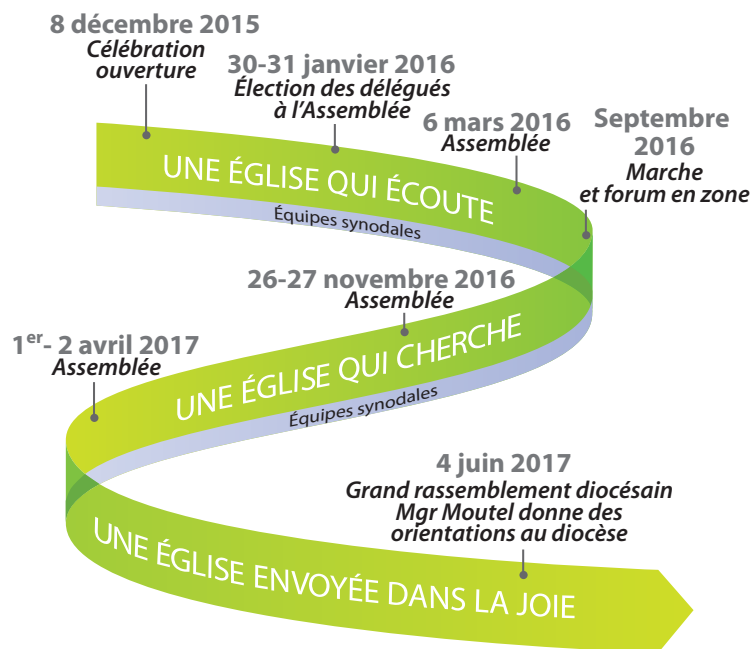 8 décembre 2015
Célébration
ouverture
30-31 janvier 2016
Élection des délégués
à l'Assemblée
6 mars 2016
Assemblée
Septembre
2016
Marche
et forum en zone
UNE ÉGLISE QUI ÉCOUTE
Équipes synodales
26-27 novembre 2016
Assemblée
1er- 2 avril 2017
Assemblée
UNE ÉGLISE QUI CHERCHE
Équipes synodales
4 juin 2017
Grand rassemblement diocésain
Mgr Moutel donne des
orientations au diocèse
UNE ÉGLISE ENVOYÉE DANS LA JOIE